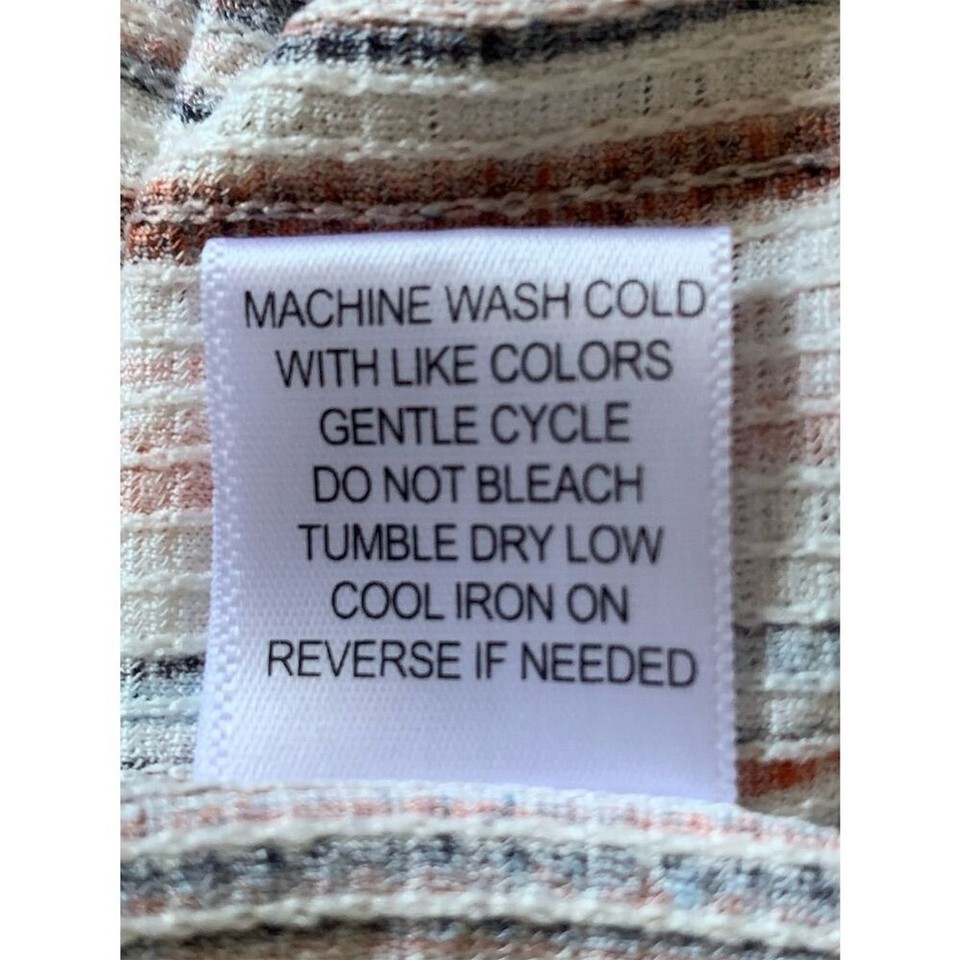 MACHINE WASH COLD
WITH LIKE COLORS
GENTLE CYCLE
DO NOT BLEACH
TUMBLE DRY LOW
COOL IRON ON
REVERSE IF NEEDED